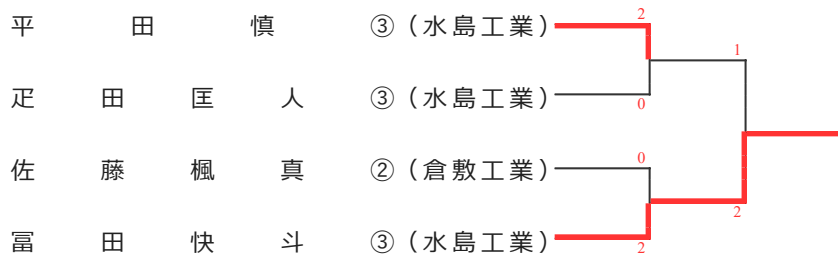 平田慎 ③（水島工業） 2
1
疋田匡人 ③（水島工業） 0
佐藤楓真 ②（倉敷工業） 0
2
冨田快斗 ③（水島工業） 2